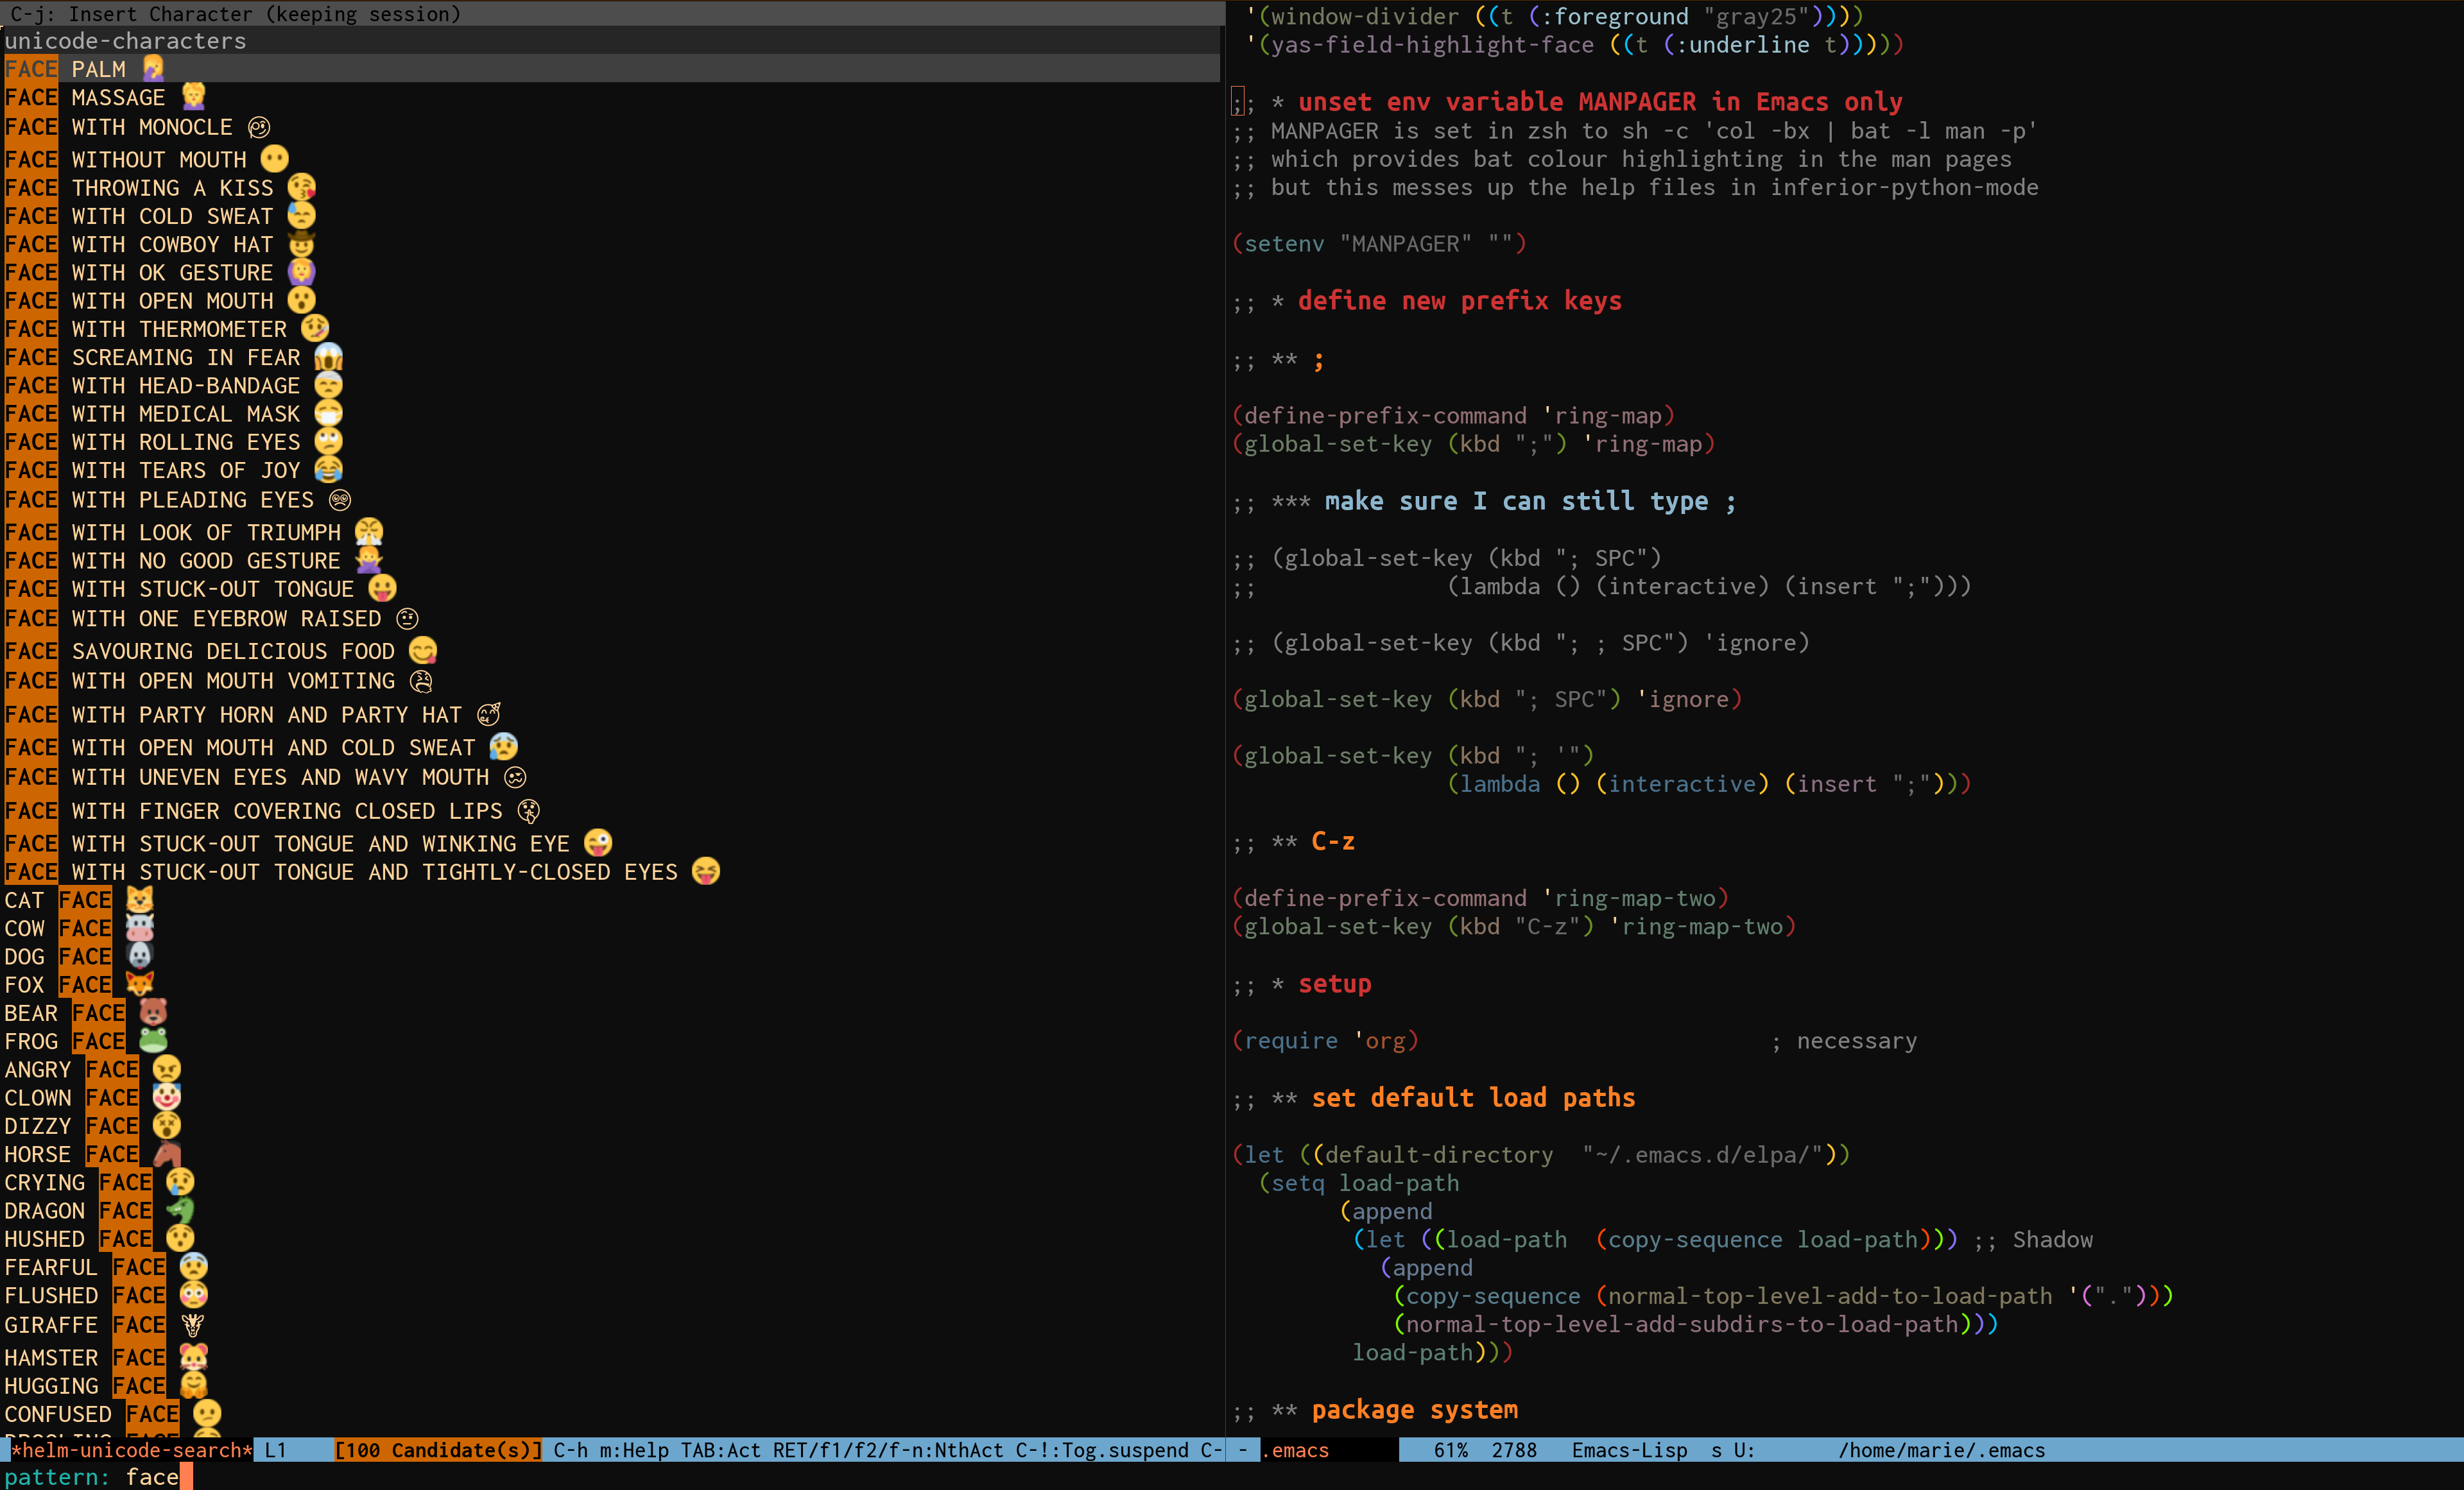 C-j: Insert Character (keeping session)
unicode-characters
FACE PALM 🤦
FACE MASSAGE 💆
FACE WITH MONOCLE 🧐
FACE WITHOUT MOUTH 😶
FACE THROWING A KISS 😘
FACE WITH COLD SWEAT 😓
FACE WITH COWBOY HAT 🤠
FACE WITH OK GESTURE 🙆
FACE WITH OPEN MOUTH 😮
FACE WITH THERMOMETER 🤒
FACE SCREAMING IN FEAR 😱
FACE WITH HEAD-BANDAGE 🤕
FACE WITH MEDICAL MASK 😷
FACE WITH ROLLING EYES 🙄
FACE WITH TEARS OF JOY 😂
FACE WITH PLEADING EYES 🥺
FACE WITH LOOK OF TRIUMPH 😤
FACE WITH NO GOOD GESTURE 🙅
FACE WITH STUCK-OUT TONGUE 😛
FACE WITH ONE EYEBROW RAISED 🤨
FACE SAVOURING DELICIOUS FOOD 😋
FACE WITH OPEN MOUTH VOMITING 🤮
FACE WITH PARTY HORN AND PARTY HAT 🥳
FACE WITH OPEN MOUTH AND COLD SWEAT 😰
FACE WITH UNEVEN EYES AND WAVY MOUTH 🥴
FACE WITH FINGER COVERING CLOSED LIPS 🤫
FACE WITH STUCK-OUT TONGUE AND WINKING EYE 😜
FACE WITH STUCK-OUT TONGUE AND TIGHTLY-CLOSED EYES 😝
CAT FACE 🐱
COW FACE 🐮
DOG FACE 🐶
FOX FACE 🦊
BEAR FACE 🐻
FROG FACE 🐸
ANGRY FACE 😠
CLOWN FACE 🤡
DIZZY FACE 😵
HORSE FACE 🐴
CRYING FACE 😢
DRAGON FACE 🐲
HUSHED FACE 😯
FEARFUL FACE 😨
FLUSHED FACE 😳
GIRAFFE FACE 🦒
HAMSTER FACE 🐹
HUGGING FACE 🤗
CONFUSED FACE 😕
*helm-unicode-search* L1 [100 Candidate(s)] C-h m:Help TAB:Act RET/f1/f2/f-n:NthAct C-!:Tog.suspend C-
pattern: face
'(window-divider ((t (:foreground "gray25"))))
'(yas-field-highlight-face ((t (:underline t)))))
;; * unset env variable MANPAGER in Emacs only
;; MANPAGER is set in zsh to sh -c 'col -bx | bat -l man -p'
;; which provides bat colour highlighting in the man pages
;; but this messes up the help files in inferior-python-mode
(setenv "MANPAGER" "")
;; * define new prefix keys
;; ** ;
(define-prefix-command 'ring-map)
(global-set-key (kbd ";") 'ring-map)
;; *** make sure I can still type ;
;; (global-set-key (kbd "; SPC")
;; (lambda () (interactive) (insert ";")))
;; (global-set-key (kbd "; ; SPC") 'ignore)
(global-set-key (kbd "; SPC") 'ignore)
(global-set-key (kbd "; '")
(lambda () (interactive) (insert ";")))
;; ** C-z
(define-prefix-command 'ring-map-two)
(global-set-key (kbd "C-z") 'ring-map-two)
;; * setup
(require 'org) ; necessary
;; ** set default load paths
(let ((default-directory "~/.emacs.d/elpa/"))
(setq load-path
(append
(let ((load-path (copy-sequence load-path))) ;; Shadow
(append
(copy-sequence (normal-top-level-add-to-load-path '(".")))
(normal-top-level-add-subdirs-to-load-path)))
load-path)))
;; ** package system
- .emacs 61% 2788 Emacs-Lisp s U: /home/marie/.emacs